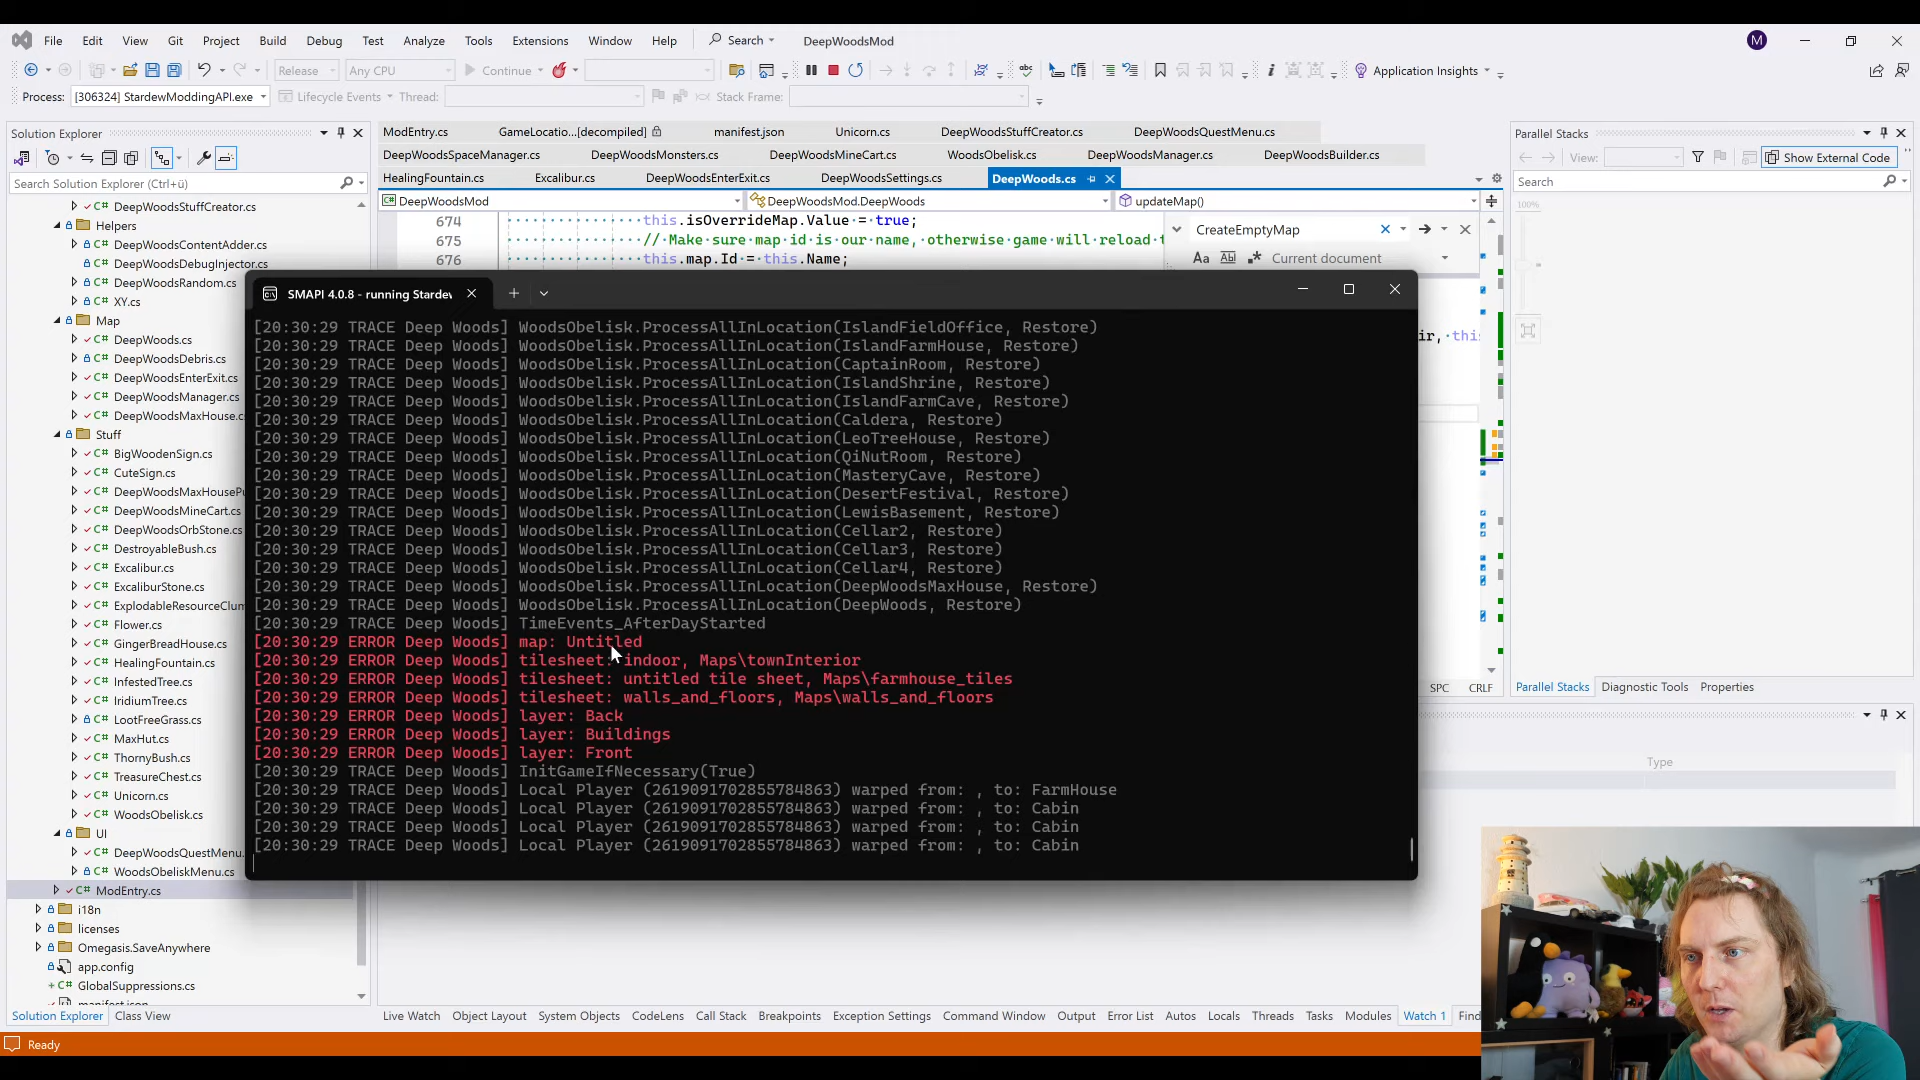 File Edit View Git Project Build Debug Test Analyze Tools Extensions Window Help Search DeepWoodsMod M
Release Any CPU Continue Application Insights
Process: [306324] StardewModdingAPI.exe Lifecycle Events Thread: Stack Frame:
Solution Explorer
Search Solution Explorer (Strg+ü)
DeepWoodsStuffCreator.cs
Helpers
DeepWoodsContentAdder.cs
DeepWoodsDebugInjector.cs
DeepWoodsRandom.cs
XY.cs
Map
DeepWoods.cs
DeepWoodsDebris.cs
DeepWoodsEnterExit.cs
DeepWoodsManager.cs
DeepWoodsMaxHouse.c
Stuff
BigWoodenSign.cs
CuteSign.cs
DeepWoodsMaxHousePu
DeepWoodsMineCart.cs
DeepWoodsOrbStone.cs
DestroyableBush.cs
Excalibur.cs
ExcaliburStone.cs
ExplodableResourceClum
Flower.cs
GingerBreadHouse.cs
HealingFountain.cs
InfestedTree.cs
IridiumTree.cs
LootFreeGrass.cs
MaxHut.cs
ThornyBush.cs
TreasureChest.cs
Unicorn.cs
WoodsObelisk.cs
UI
DeepWoodsQuestMenu.
WoodsObeliskMenu.cs
ModEntry.cs
i18n
licenses
Omegasis.SaveAnywhere
app.config
GlobalSuppressions.cs
manifest.json
Solution Explorer Class View
ModEntry.cs GameLocatio...[decompiled] manifest.json Unicorn.cs DeepWoodsStuffCreator.cs DeepWoodsQuestMenu.cs
DeepWoodsSpaceManager.cs DeepWoodsMonsters.cs DeepWoodsMineCart.cs WoodsObelisk.cs DeepWoodsManager.cs DeepWoodsBuilder.cs
HealingFountain.cs Excalibur.cs DeepWoodsEnterExit.cs DeepWoodsSettings.cs DeepWoods.cs
DeepWoodsMod DeepWoodsMod.DeepWoods updateMap()
674 this.isOverrideMap.Value = true;
675 // Make sure map id is our name, otherwise game will reload t
676 this.map.Id = this.Name;
CreateEmptyMap
Aa Ab .* Current document
ir, this
SPC CRLF
SMAPI 4.0.8 - running Stardew
[20:30:29 TRACE Deep Woods] WoodsObelisk.ProcessAllInLocation(IslandFieldOffice, Restore)
[20:30:29 TRACE Deep Woods] WoodsObelisk.ProcessAllInLocation(IslandFarmHouse, Restore)
[20:30:29 TRACE Deep Woods] WoodsObelisk.ProcessAllInLocation(CaptainRoom, Restore)
[20:30:29 TRACE Deep Woods] WoodsObelisk.ProcessAllInLocation(IslandShrine, Restore)
[20:30:29 TRACE Deep Woods] WoodsObelisk.ProcessAllInLocation(IslandFarmCave, Restore)
[20:30:29 TRACE Deep Woods] WoodsObelisk.ProcessAllInLocation(Caldera, Restore)
[20:30:29 TRACE Deep Woods] WoodsObelisk.ProcessAllInLocation(LeoTreeHouse, Restore)
[20:30:29 TRACE Deep Woods] WoodsObelisk.ProcessAllInLocation(QiNutRoom, Restore)
[20:30:29 TRACE Deep Woods] WoodsObelisk.ProcessAllInLocation(MasteryCave, Restore)
[20:30:29 TRACE Deep Woods] WoodsObelisk.ProcessAllInLocation(DesertFestival, Restore)
[20:30:29 TRACE Deep Woods] WoodsObelisk.ProcessAllInLocation(LewisBasement, Restore)
[20:30:29 TRACE Deep Woods] WoodsObelisk.ProcessAllInLocation(Cellar2, Restore)
[20:30:29 TRACE Deep Woods] WoodsObelisk.ProcessAllInLocation(Cellar3, Restore)
[20:30:29 TRACE Deep Woods] WoodsObelisk.ProcessAllInLocation(Cellar4, Restore)
[20:30:29 TRACE Deep Woods] WoodsObelisk.ProcessAllInLocation(DeepWoodsMaxHouse, Restore)
[20:30:29 TRACE Deep Woods] WoodsObelisk.ProcessAllInLocation(DeepWoods, Restore)
[20:30:29 TRACE Deep Woods] TimeEvents_AfterDayStarted
[20:30:29 ERROR Deep Woods] map: Untitled
[20:30:29 ERROR Deep Woods] tilesheet: indoor, Maps\townInterior
[20:30:29 ERROR Deep Woods] tilesheet: untitled tile sheet, Maps\farmhouse_tiles
[20:30:29 ERROR Deep Woods] tilesheet: walls_and_floors, Maps\walls_and_floors
[20:30:29 ERROR Deep Woods] layer: Back
[20:30:29 ERROR Deep Woods] layer: Buildings
[20:30:29 ERROR Deep Woods] layer: Front
[20:30:29 TRACE Deep Woods] InitGameIfNecessary(True)
[20:30:29 TRACE Deep Woods] Local Player (2619091702855784863) warped from: , to: FarmHouse
[20:30:29 TRACE Deep Woods] Local Player (2619091702855784863) warped from: , to: Cabin
[20:30:29 TRACE Deep Woods] Local Player (2619091702855784863) warped from: , to: Cabin
[20:30:29 TRACE Deep Woods] Local Player (2619091702855784863) warped from: , to: Cabin
Parallel Stacks
View: Show External Code
Search
100%
Parallel Stacks Diagnostic Tools Properties
Type
Live Watch Object Layout System Objects CodeLens Call Stack Breakpoints Exception Settings Command Window Output Error List Autos Locals Threads Tasks Modules Watch 1 Find
Ready